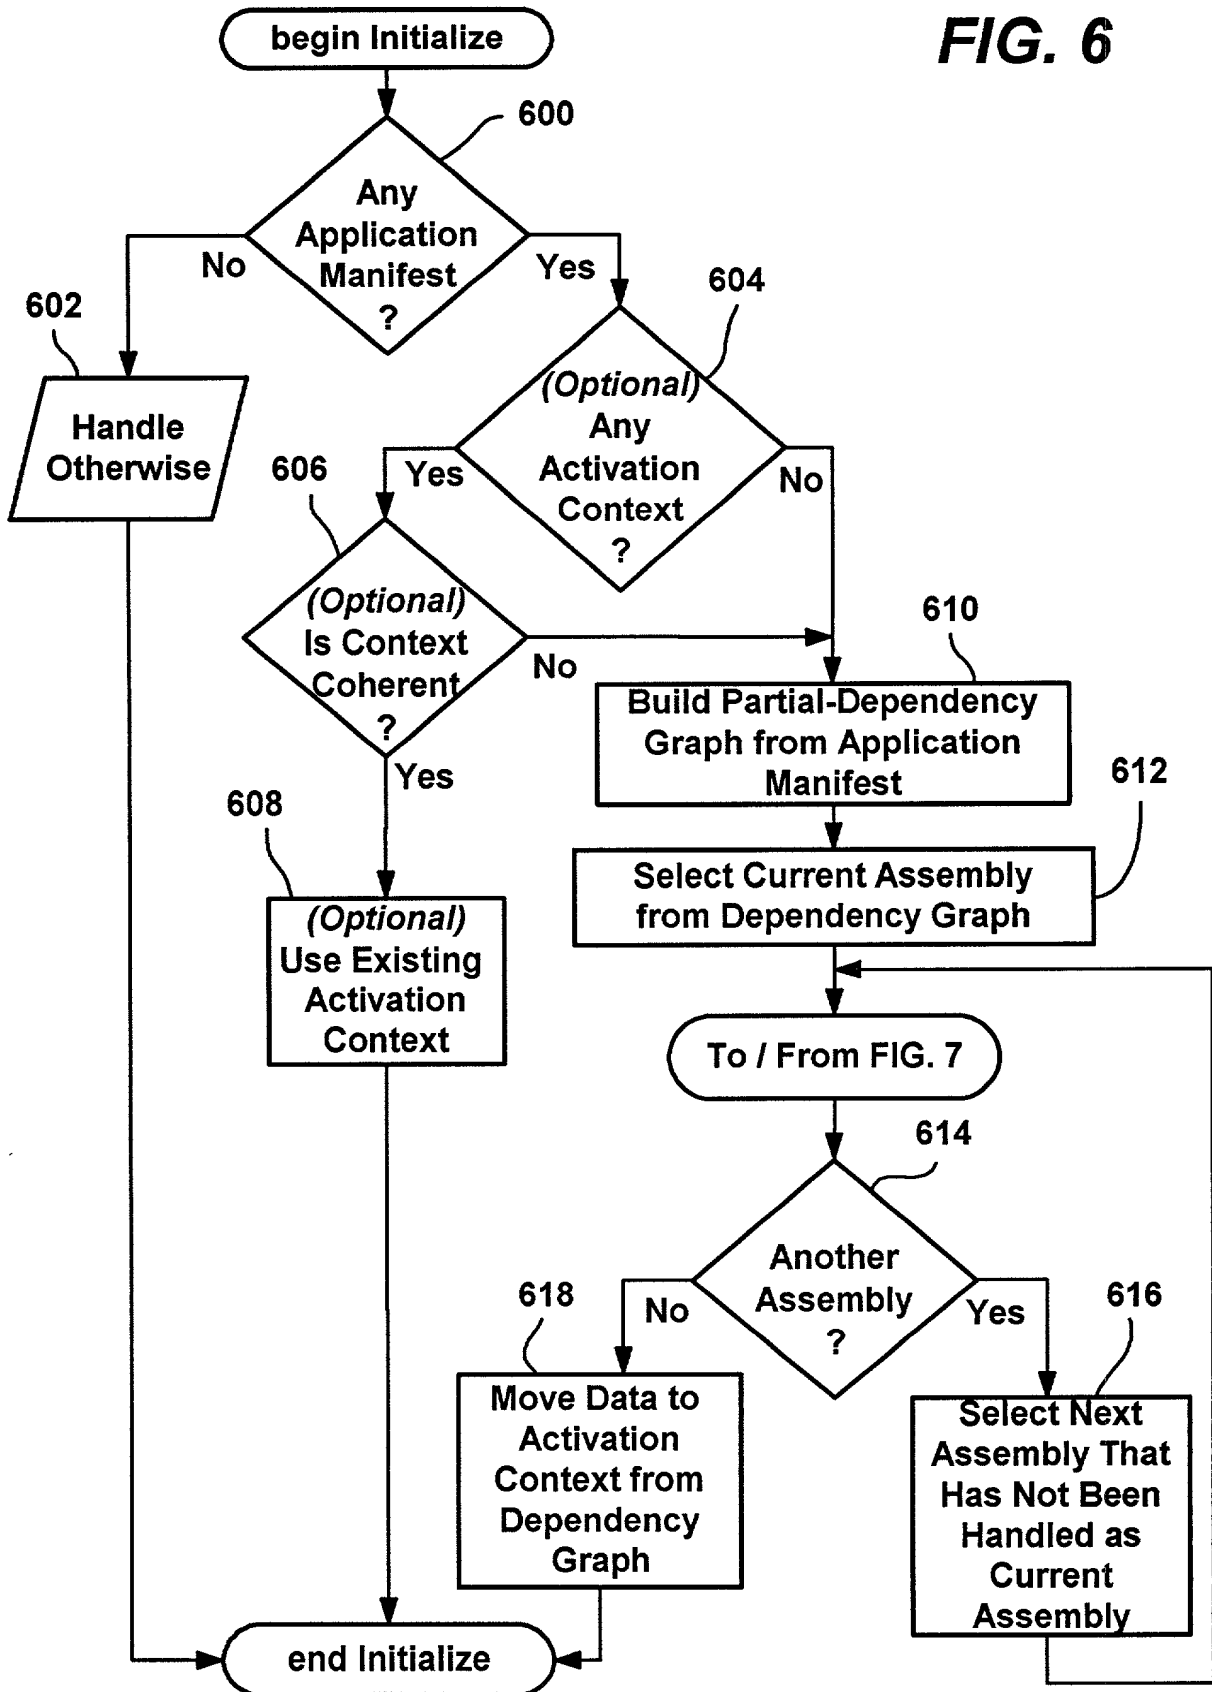 begin Initialize
FIG. 6
600
Any
Application
Manifest
?
No
Yes
602
604
Handle
Otherwise
(Optional)
Any
Activation
Context
?
Yes
No
606
(Optional)
Is Context
Coherent
?
No
Yes
610
Build Partial-Dependency
Graph from Application
Manifest
612
608
(Optional)
Use Existing
Activation
Context
Select Current Assembly
from Dependency Graph
To / From FIG. 7
614
Another
Assembly
?
No
Yes
618
616
Move Data to
Activation
Context from
Dependency
Graph
Select Next
Assembly That
Has Not Been
Handled as
Current
Assembly
end Initialize